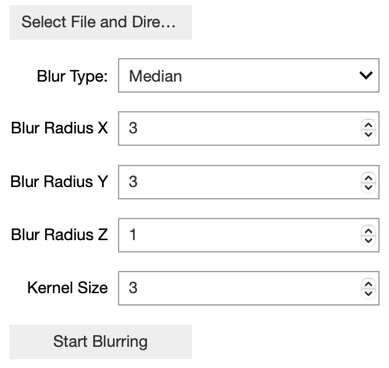 Select File and Dire...
Blur Type: Median
Blur Radius X 3
Blur Radius Y 3
Blur Radius Z 1
Kernel Size 3
Start Blurring